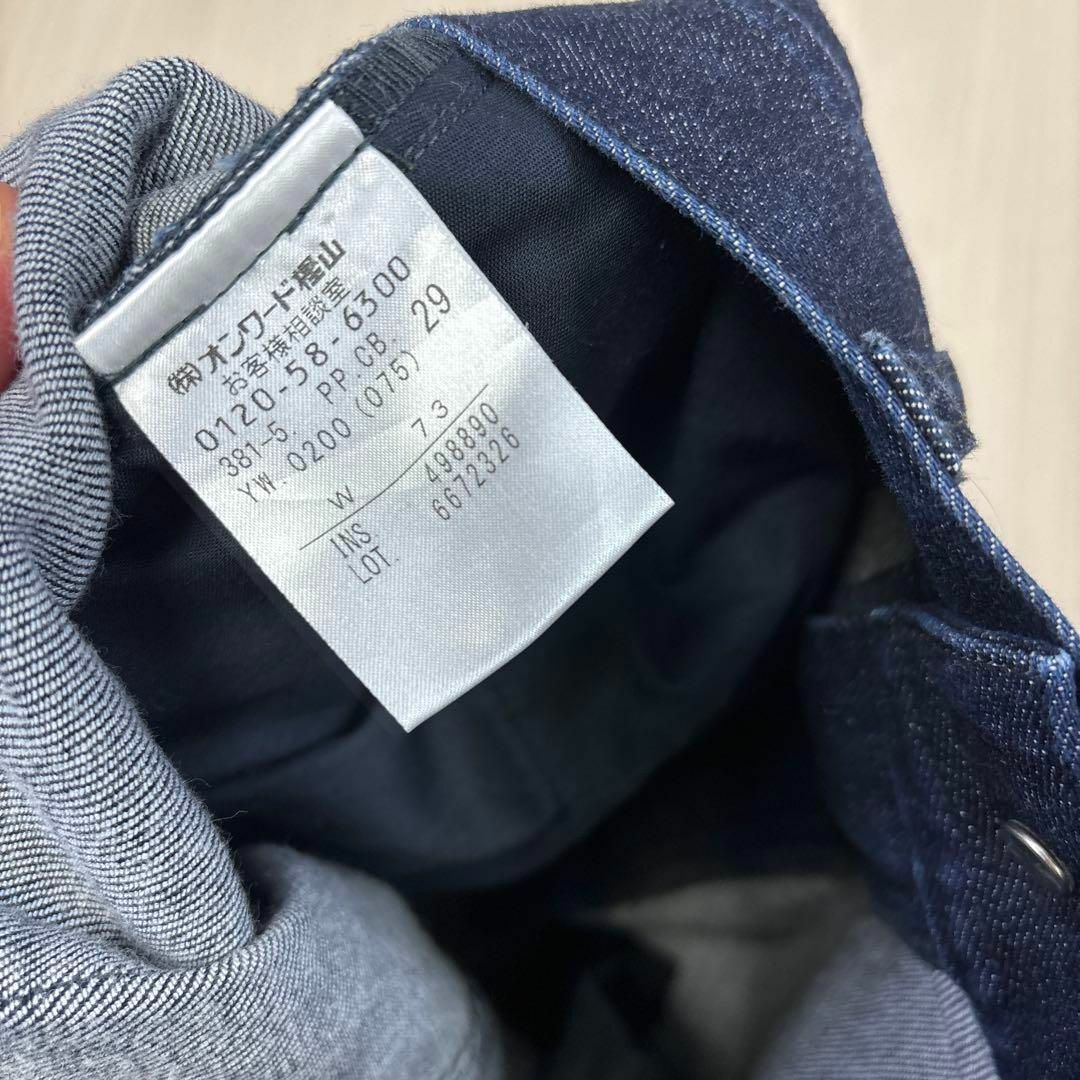 ㈱オンワード樫山
お客様相談室
0120-58-6300
381-5. PP.CB. 29
YW.0200 (075)
W 73
INS 498890
LOT. 6672326